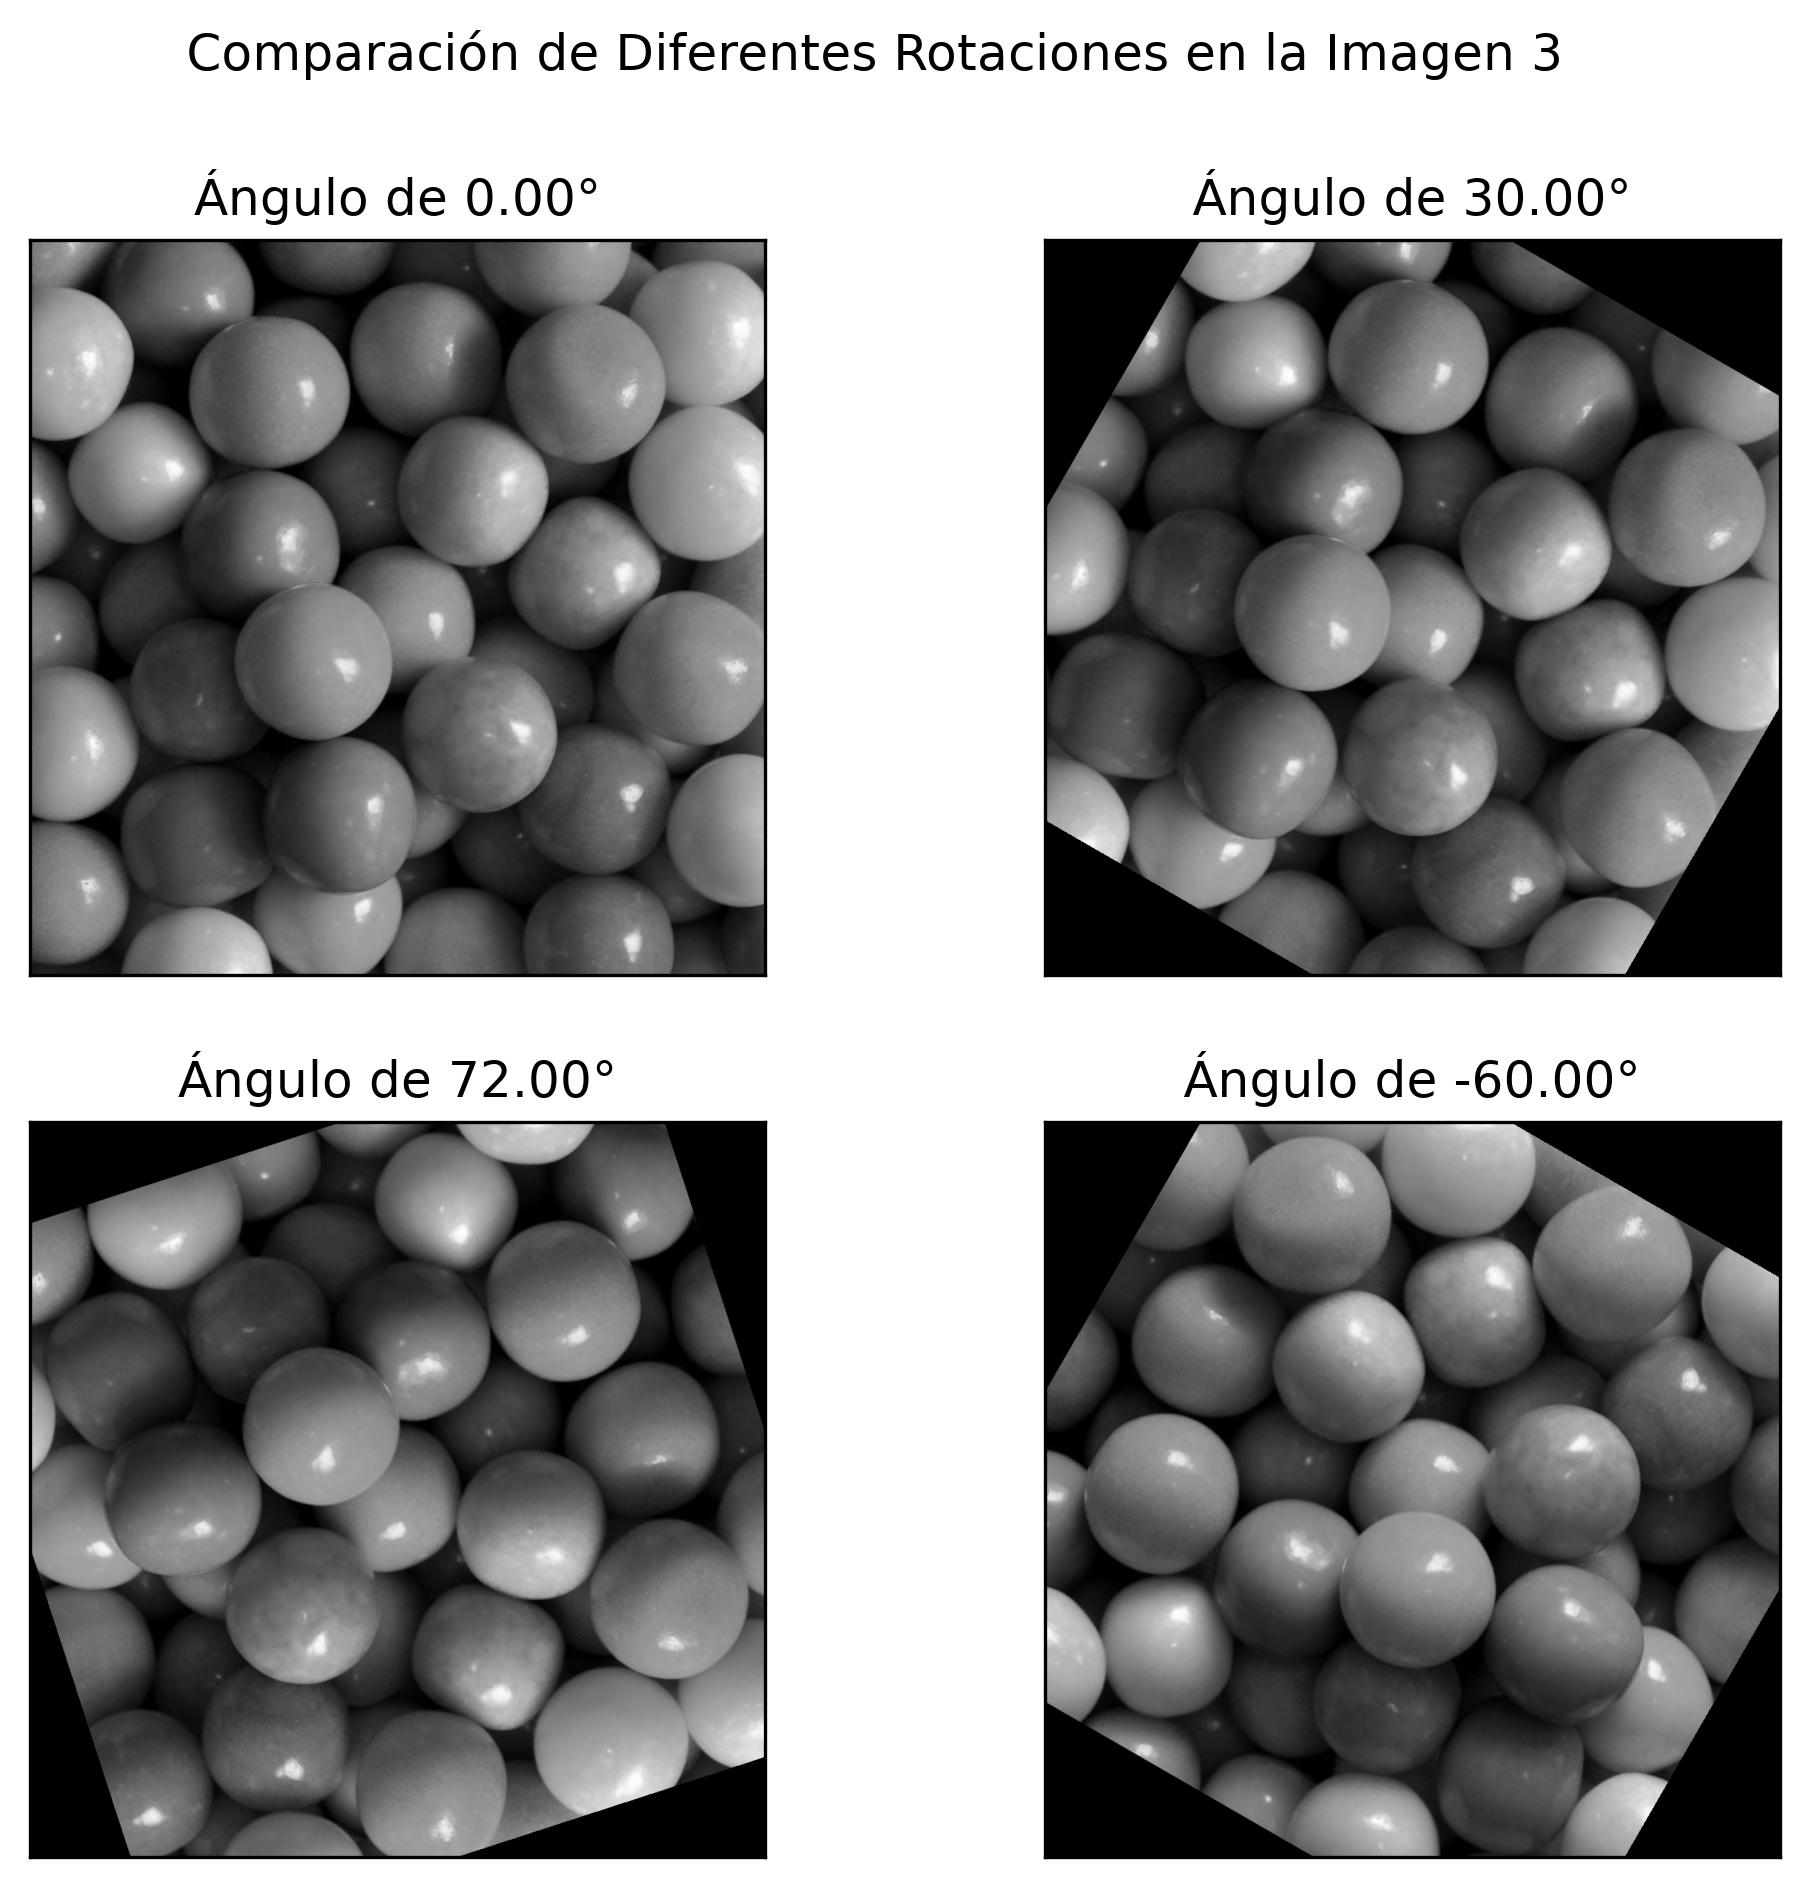 Comparación de Diferentes Rotaciones en la Imagen 3
Ángulo de 0.00°
Ángulo de 30.00°
Ángulo de 72.00°
Ángulo de -60.00°